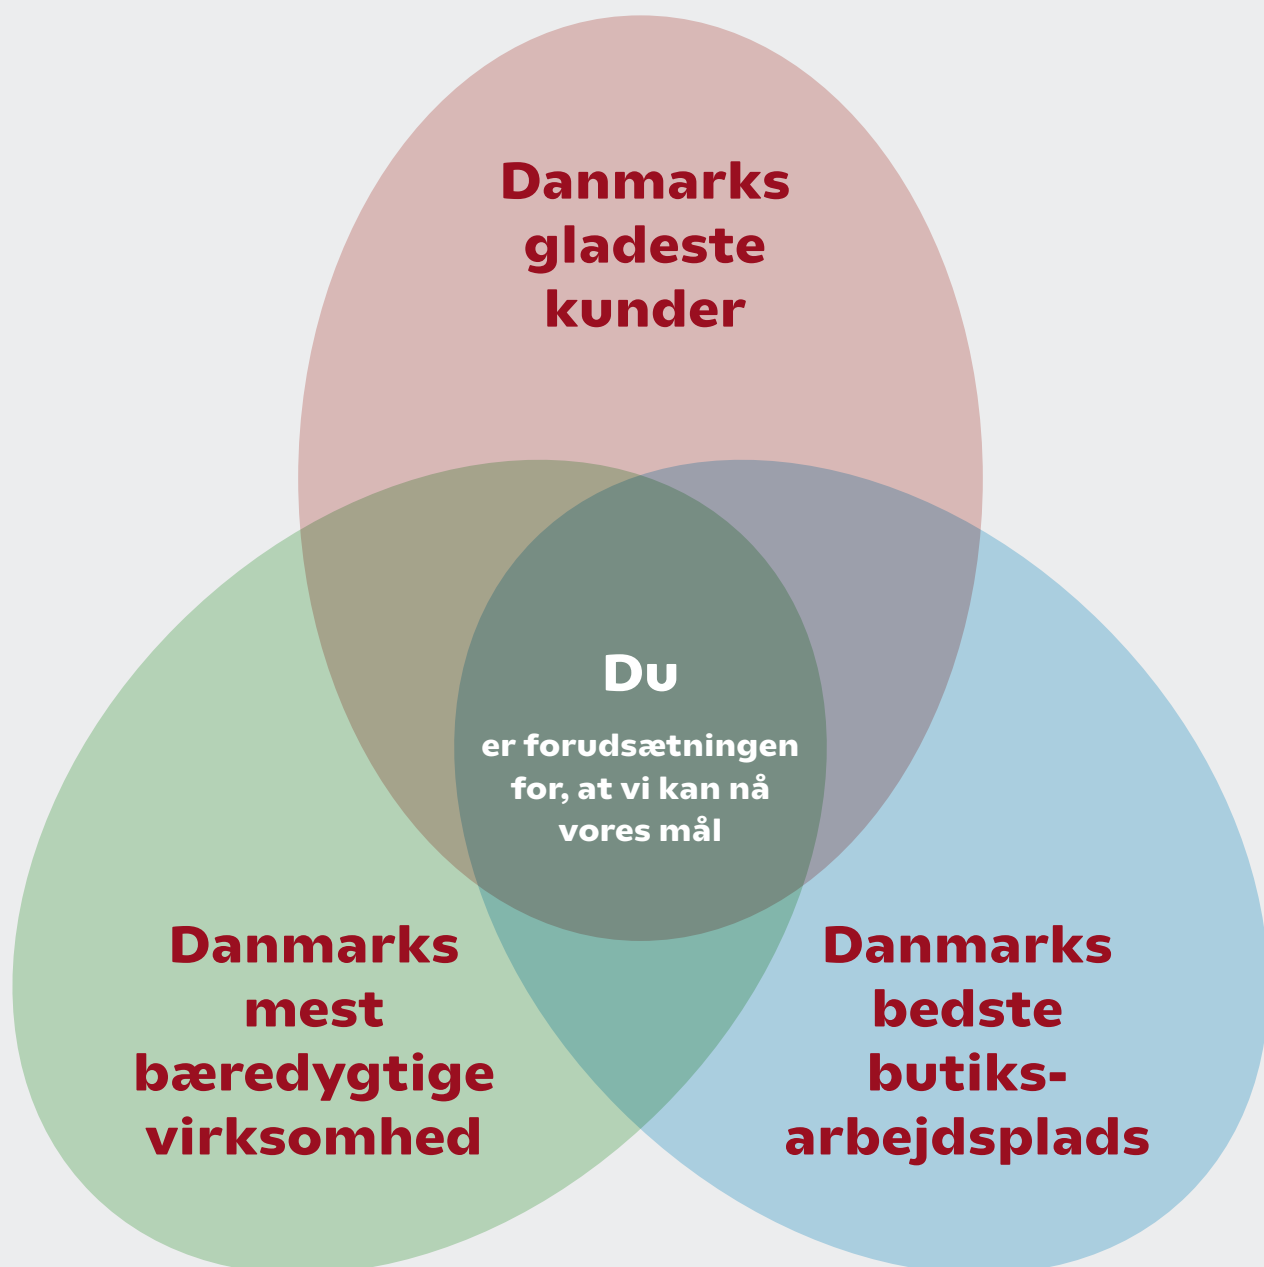 Danmarks
gladeste
kunder
Du
er forudsætningen
for, at vi kan nå
vores mål
Danmarks
mest
bæredygtige
virksomhed
Danmarks
bedste
butiks-
arbejdsplads